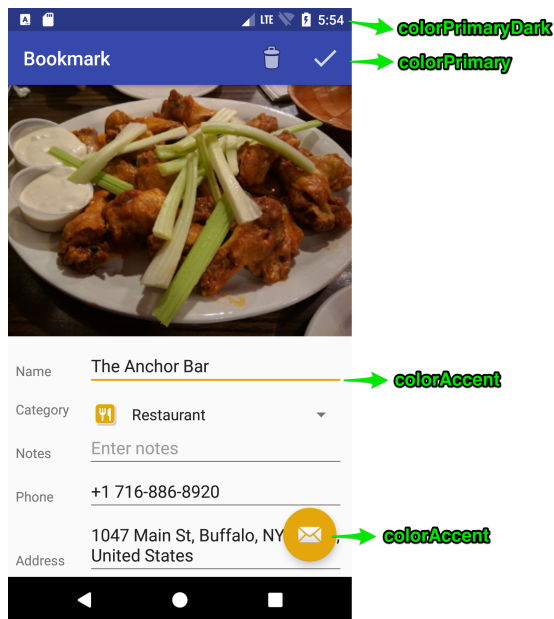 A LTE 5:54 colorPrimaryDark
Bookmark colorPrimary
Name The Anchor Bar colorAccent
Category Restaurant
Notes Enter notes
Phone +1 716-886-8920
1047 Main St, Buffalo, NY
colorAccent
Address United States